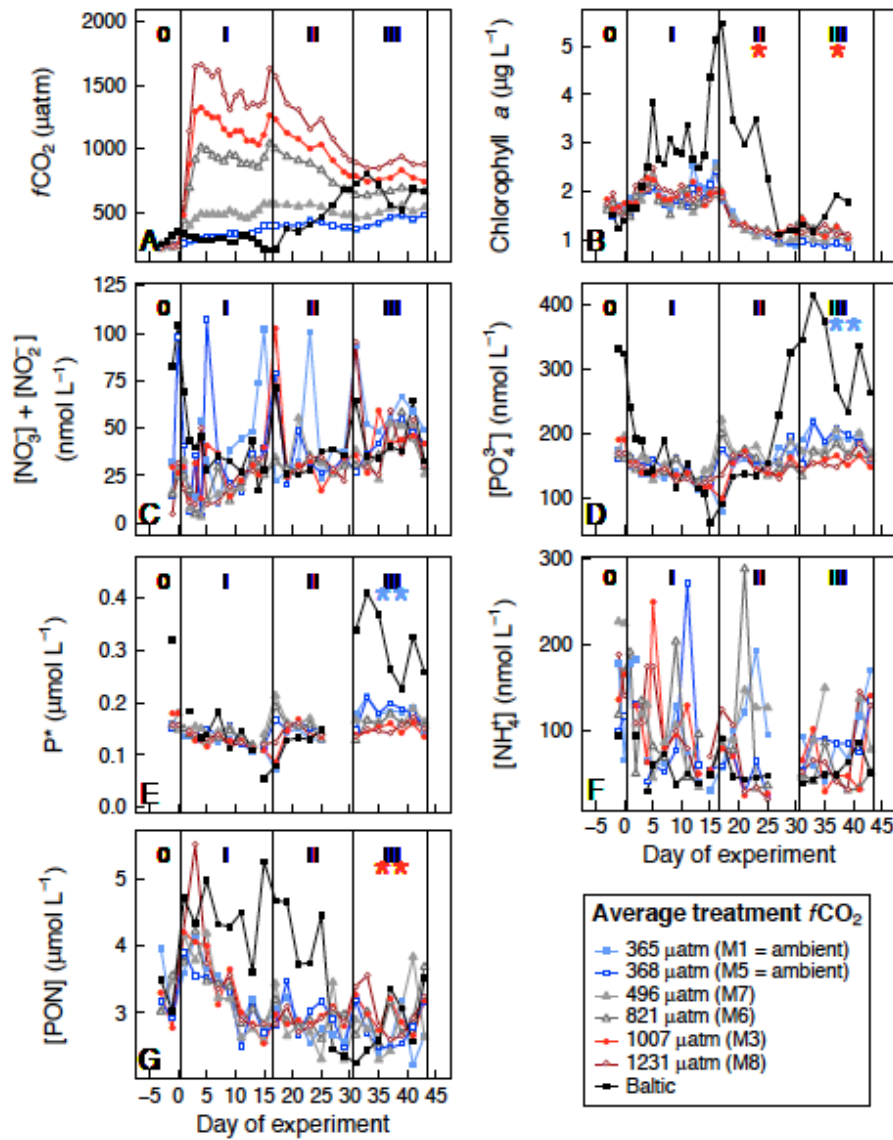 0 I II III
2000
1500
1000
500
fCO₂ (μatm)
A
0 I II III
* *
5
4
3
2
1
Chlorophyll a (μg L⁻¹)
B
0 I II III
125
100
75
50
25
0
[NO₃⁻] + [NO₂⁻]
(nmol L⁻¹)
C
0 I II III
**
400
300
200
100
[PO₄³⁻] (nmol L⁻¹)
D
0 I II III
**
0.4
0.3
0.2
0.1
0.0
P* (μmol L⁻¹)
E
0 I II III
300
200
100
[NH₄⁺] (nmol L⁻¹)
F
−5 0 5 10 15 20 25 30 35 40 45
Day of experiment
0 I II III
**
5
4
3
[PON] (μmol L⁻¹)
G
−5 0 5 10 15 20 25 30 35 40 45
Day of experiment
Average treatment fCO₂
365 μatm (M1 = ambient)
368 μatm (M5 = ambient)
496 μatm (M7)
821 μatm (M6)
1007 μatm (M3)
1231 μatm (M8)
Baltic